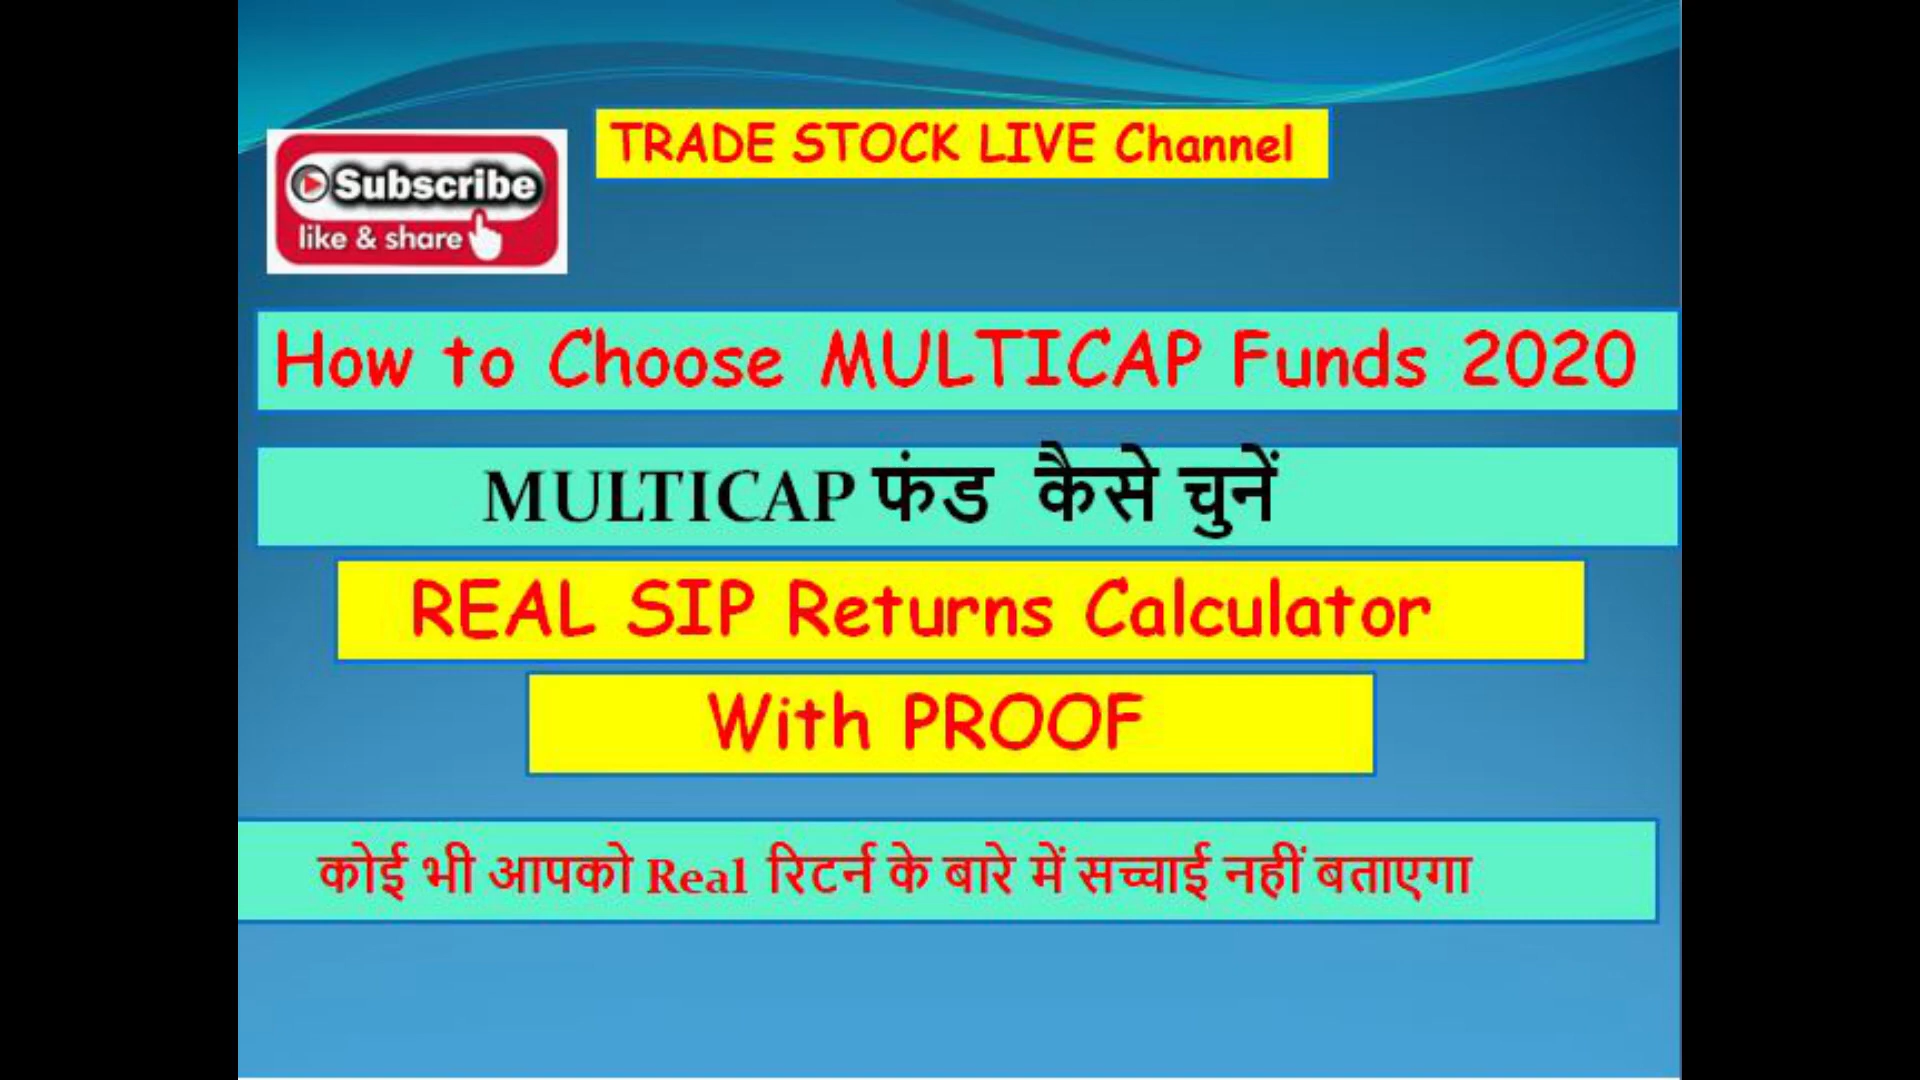 TRADE STOCK LIVE Channel
Subscribe
like & share
How to Choose MULTICAP Funds 2020
MULTICAP फंड कैसे चुनें
REAL SIP Returns Calculator
With PROOF
कोई भी आपको Real रिटर्न के बारे में सच्चाई नहीं बताएगा